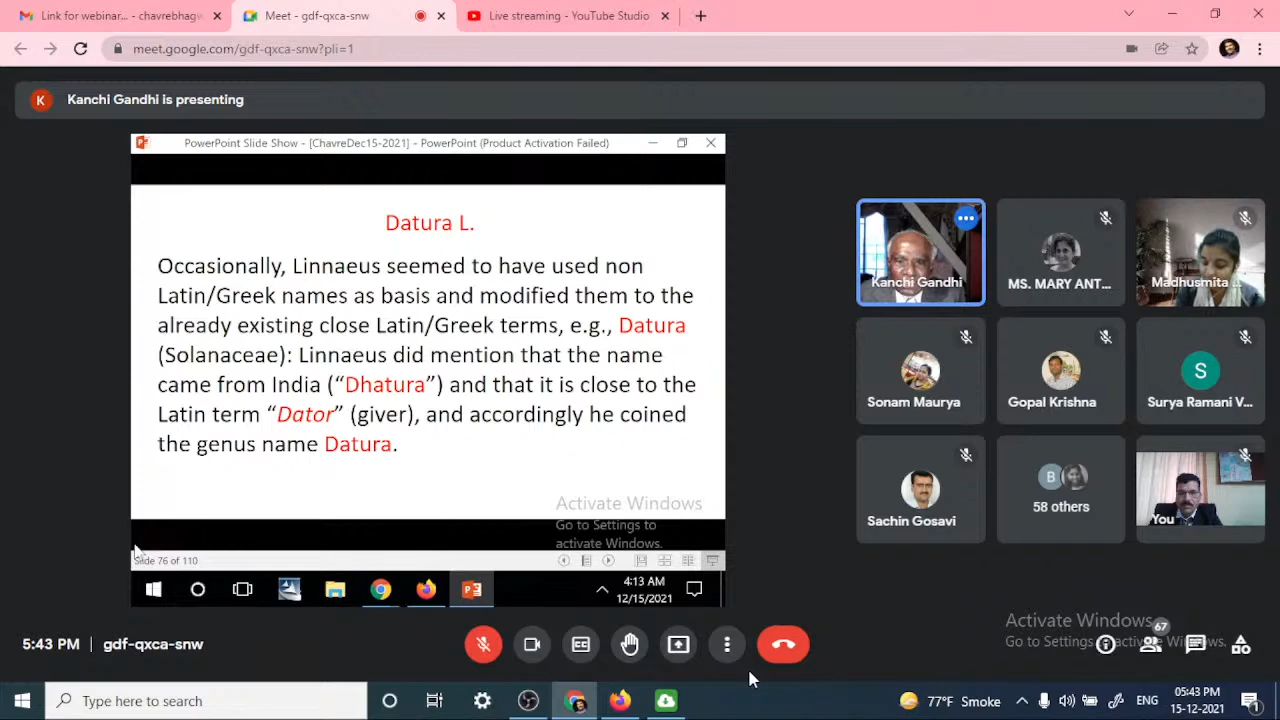 Link for webinar... - chavrebhagw
Meet - gdf-qxca-snw
Live streaming - YouTube Studio
meet.google.com/gdf-qxca-snw?pli=1
K
Kanchi Gandhi is presenting
PowerPoint Slide Show - [ChavreDec15-2021] - PowerPoint (Product Activation Failed)
Datura L.
Occasionally, Linnaeus seemed to have used non
Latin/Greek names as basis and modified them to the
already existing close Latin/Greek terms, e.g., Datura
(Solanaceae): Linnaeus did mention that the name
came from India (“Dhatura”) and that it is close to the
Latin term “Dator” (giver), and accordingly he coined
the genus name Datura.
Activate Windows
Go to Settings to
activate Windows.
Slide 76 of 110
4:13 AM
12/15/2021
Kanchi Gandhi
MS. MARY ANT...
Madhusmita ...
Sonam Maurya
Gopal Krishna
S
Surya Ramani V...
Sachin Gosavi
B
58 others
You
Activate Windows
Go to Settings to activate Windows.
5:43 PM | gdf-qxca-snw
67
Type here to search
77°F Smoke
ENG
05:43 PM
15-12-2021
1